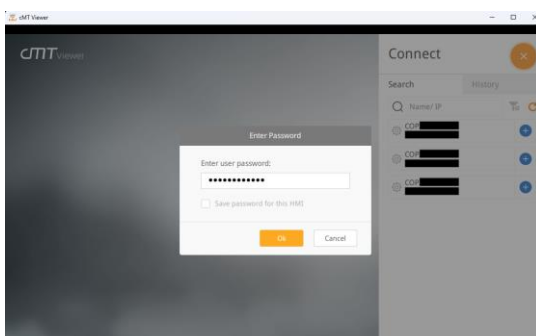 cMT Viewer
cMT Viewer
Connect
Search History
Name/ IP
COP
COP
COP
Enter Password
Enter user password:
••••••••••••
Save password for this HMI
Ok Cancel